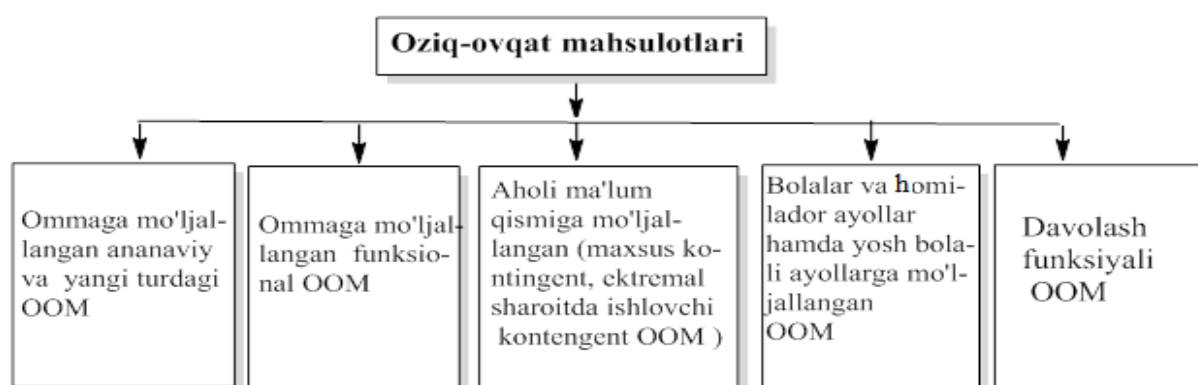 Oziq-ovqat mahsulotlari
Ommaga mo'ljal-
langan ananaviy
va yangi turdagi
OOM
Ommaga mo'ljal-
langan funksio-
nal OOM
Aholi ma'lum
qismiga mo'ljal-
langan (maxsus ko-
ntingent, ektremal
sharoitda ishlovchi
kontengent OOM )
Bolalar va homi-
lador ayollar
hamda yosh bola-
li ayollarga mo'l-
jallangan
OOM
Davolash
funksiyali
OOM